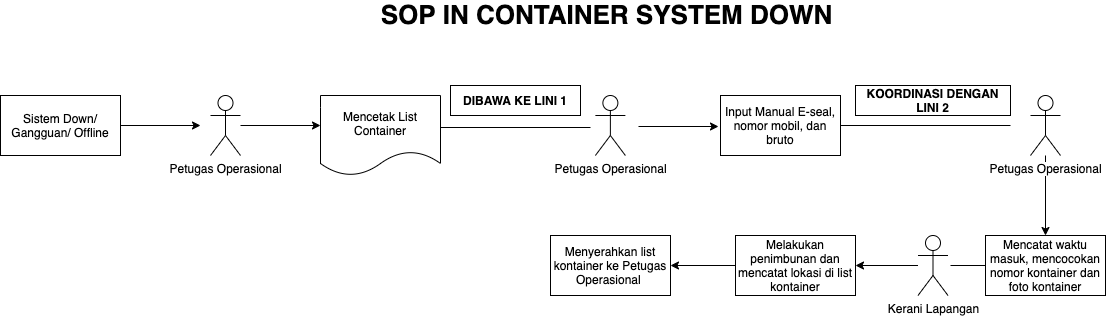 SOP IN CONTAINER SYSTEM DOWN
Sistem Down/
Gangguan/ Offline
Petugas Operasional
Mencetak List
Container
DIBAWA KE LINI 1
Petugas Operasional
Input Manual E-seal,
nomor mobil, dan
bruto
KOORDINASI DENGAN
LINI 2
Petugas Operasional
Mencatat waktu
masuk, mencocokan
nomor kontainer dan
foto kontainer
Kerani Lapangan
Melakukan
penimbunan dan
mencatat lokasi di list
kontainer
Menyerahkan list
kontainer ke Petugas
Operasional